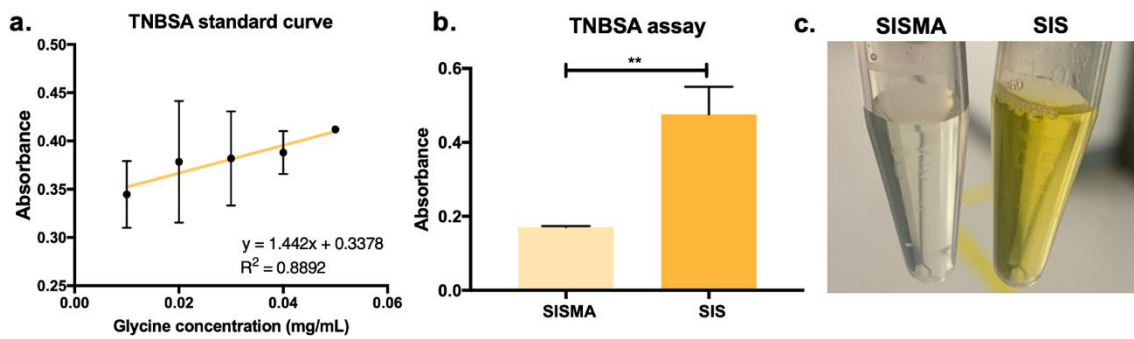 a.
TNBSA standard curve
Absorbance
0.50
0.45
0.40
0.35
0.30
0.25
0.00
0.02
0.04
0.06
Glycine concentration (mg/mL)
y = 1.442x + 0.3378
R² = 0.8892
b.
TNBSA assay
Absorbance
0.6
0.4
0.2
0.0
**
SISMA
SIS
c.
SISMA
SIS